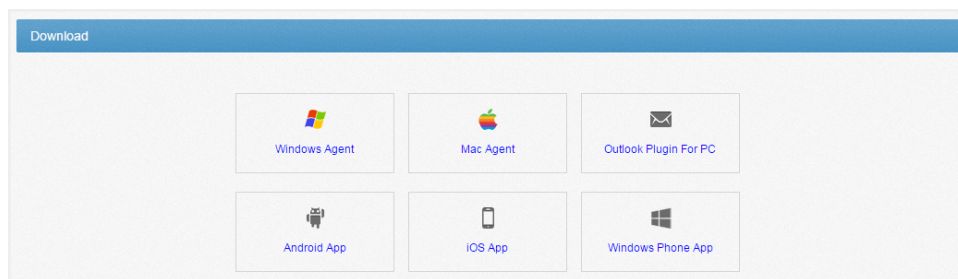 Download
Windows Agent
Mac Agent
Outlook Plugin For PC
Android App
iOS App
Windows Phone App